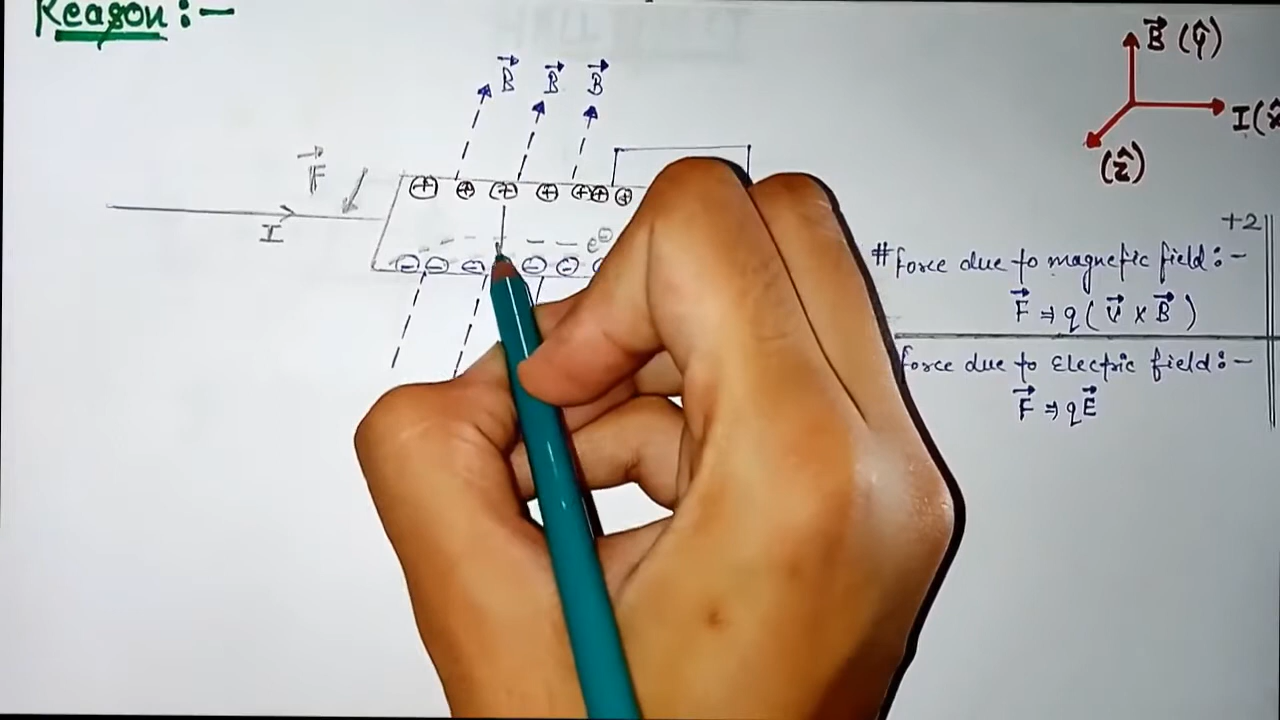 Reason:-
B B B
F
I
+ + + + + + +
- - - - -
e⊖
B (ŷ)
I(x̂
(ẑ)
+2
# force due to magnetic field:-
F ⇒ q(V × B)
force due to Electric field:-
F ⇒ qE